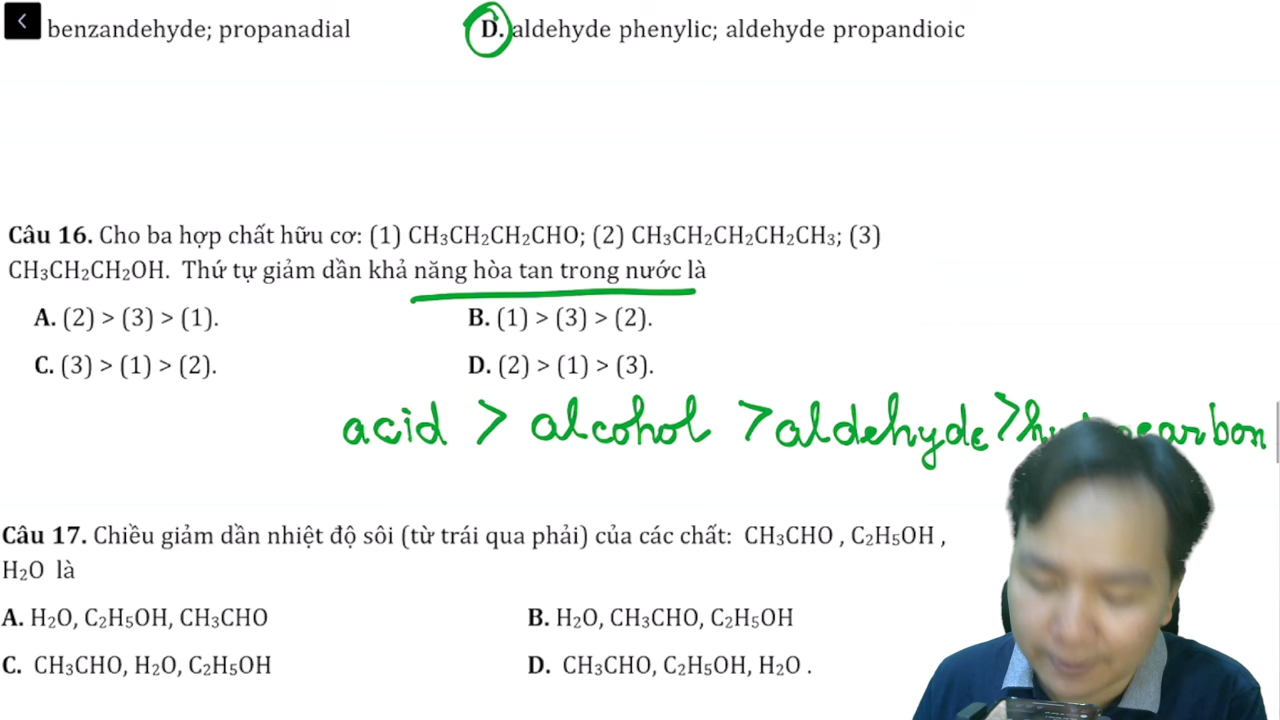 benzandehyde; propanadial D. aldehyde phenylic; aldehyde propandioic
Câu 16. Cho ba hợp chất hữu cơ: (1) CH₃CH₂CH₂CHO; (2) CH₃CH₂CH₂CH₂CH₃; (3)
CH₃CH₂CH₂OH. Thứ tự giảm dần khả năng hòa tan trong nước là
A. (2) > (3) > (1). B. (1) > (3) > (2).
C. (3) > (1) > (2). D. (2) > (1) > (3).
acid > alcohol > aldehyde >
Câu 17. Chiều giảm dần nhiệt độ sôi (từ trái qua phải) của các chất: CH₃CHO , C₂H₅OH ,
H₂O là
A. H₂O, C₂H₅OH, CH₃CHO B. H₂O, CH₃CHO, C₂H₅OH
C. CH₃CHO, H₂O, C₂H₅OH D. CH₃CHO, C₂H₅OH, H₂O .